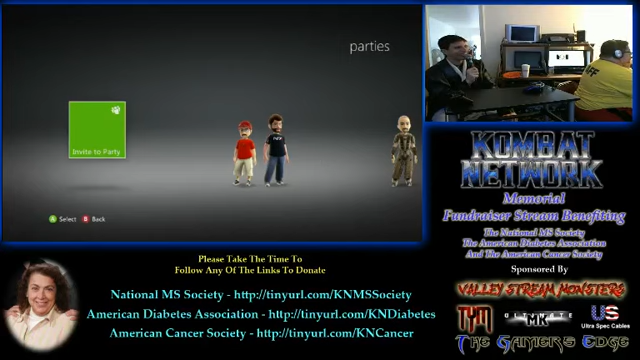 parties
Invite to Party
A Select B Back
KOMBAT
NETWORK
Memorial
Fundraiser Stream Benefiting
The National MS Society
The American Diabetes Association
And The American Cancer Society
Sponsored By
VALLEY STREAM MONSTERS
TYM
ULTIMATE
MK
US
Ultra Spec Cables
THE GAMER'S EDGE
Please Take The Time To
Follow Any Of The Links To Donate
National MS Society - http://tinyurl.com/KNMSSociety
American Diabetes Association - http://tinyurl.com/KNDiabetes
American Cancer Society - http://tinyurl.com/KNCancer